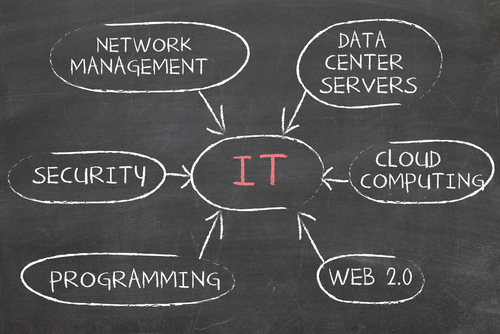 NETWORK
MANAGEMENT
DATA
CENTER
SERVERS
SECURITY
IT
CLOUD
COMPUTING
PROGRAMMING
WEB 2.0